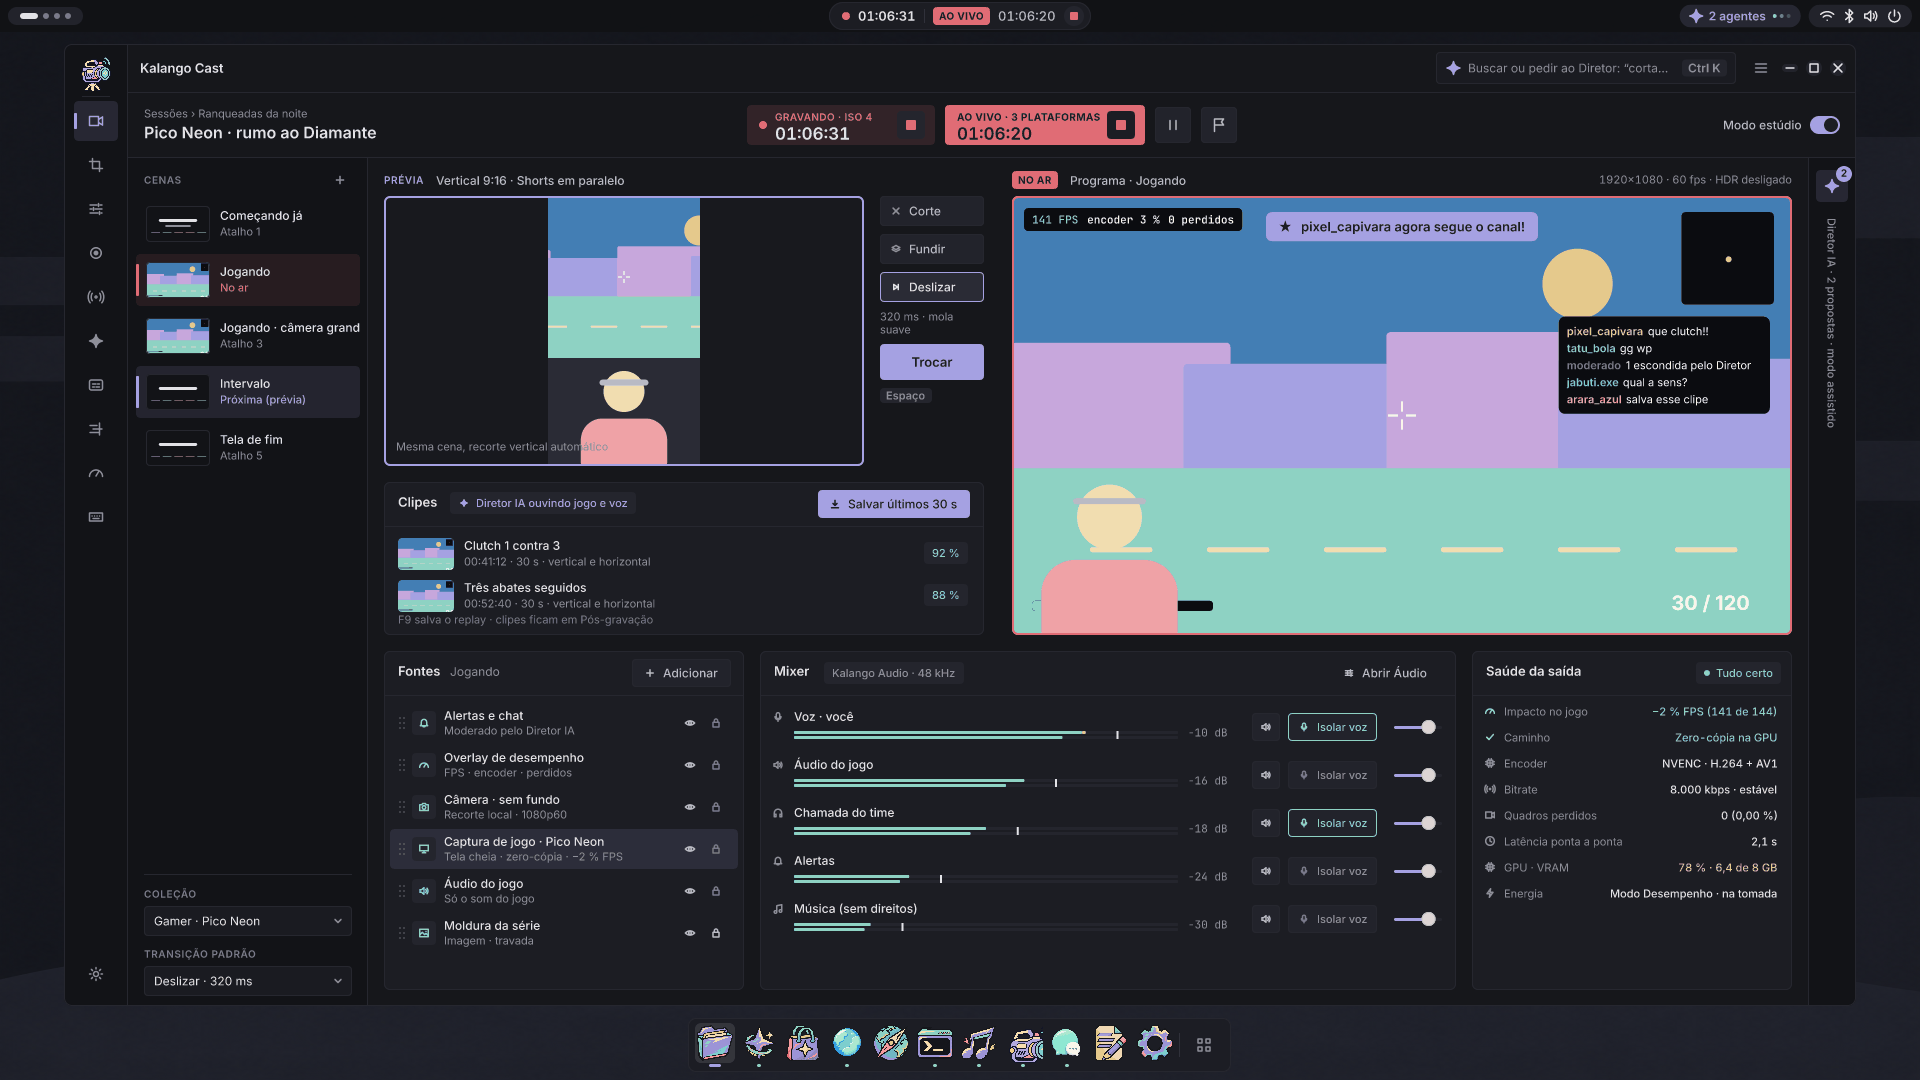 01:06:31
AO VIVO
01:06:20
2 agentes
Kalango Cast
Buscar ou pedir ao Diretor: “corta...
Ctrl K
Sessões › Ranqueadas da noite
Pico Neon · rumo ao Diamante
GRAVANDO · ISO 4
01:06:31
AO VIVO · 3 PLATAFORMAS
01:06:20
Modo estúdio
CENAS
Começando já
Atalho 1
Jogando
No ar
Jogando · câmera grand
Atalho 3
Intervalo
Próxima (prévia)
Tela de fim
Atalho 5
COLEÇÃO
Gamer · Pico Neon
TRANSIÇÃO PADRÃO
Deslizar · 320 ms
PRÉVIA
Vertical 9:16 · Shorts em paralelo
Mesma cena, recorte vertical automático
Corte
Fundir
Deslizar
320 ms · mola
suave
Trocar
Espaço
Clipes
Diretor IA ouvindo jogo e voz
Salvar últimos 30 s
Clutch 1 contra 3
00:41:12 · 30 s · vertical e horizontal
92 %
Três abates seguidos
00:52:40 · 30 s · vertical e horizontal
88 %
F9 salva o replay · clipes ficam em Pós-gravação
NO AR
Programa · Jogando
1920×1080 · 60 fps · HDR desligado
141 FPS encoder 3 % 0 perdidos
★ pixel_capivara agora segue o canal!
pixel_capivara que clutch!!
tatu_bola gg wp
moderado 1 escondida pelo Diretor
jabuti.exe qual a sens?
arara_azul salva esse clipe
30 / 120
2
Diretor IA · 2 propostas · modo assistido
Fontes
Jogando
Adicionar
Alertas e chat
Moderado pelo Diretor IA
Overlay de desempenho
FPS · encoder · perdidos
Câmera · sem fundo
Recorte local · 1080p60
Captura de jogo · Pico Neon
Tela cheia · zero-cópia · −2 % FPS
Áudio do jogo
Só o som do jogo
Moldura da série
Imagem · travada
Mixer
Kalango Audio · 48 kHz
Abrir Áudio
Voz · você
-10 dB
Isolar voz
Áudio do jogo
-16 dB
Isolar voz
Chamada do time
-18 dB
Isolar voz
Alertas
-24 dB
Isolar voz
Música (sem direitos)
-30 dB
Isolar voz
Saúde da saída
Tudo certo
Impacto no jogo
−2 % FPS (141 de 144)
Caminho
Zero-cópia na GPU
Encoder
NVENC · H.264 + AV1
Bitrate
8.000 kbps · estável
Quadros perdidos
0 (0,00 %)
Latência ponta a ponta
2,1 s
GPU · VRAM
78 % · 6,4 de 8 GB
Energia
Modo Desempenho · na tomada